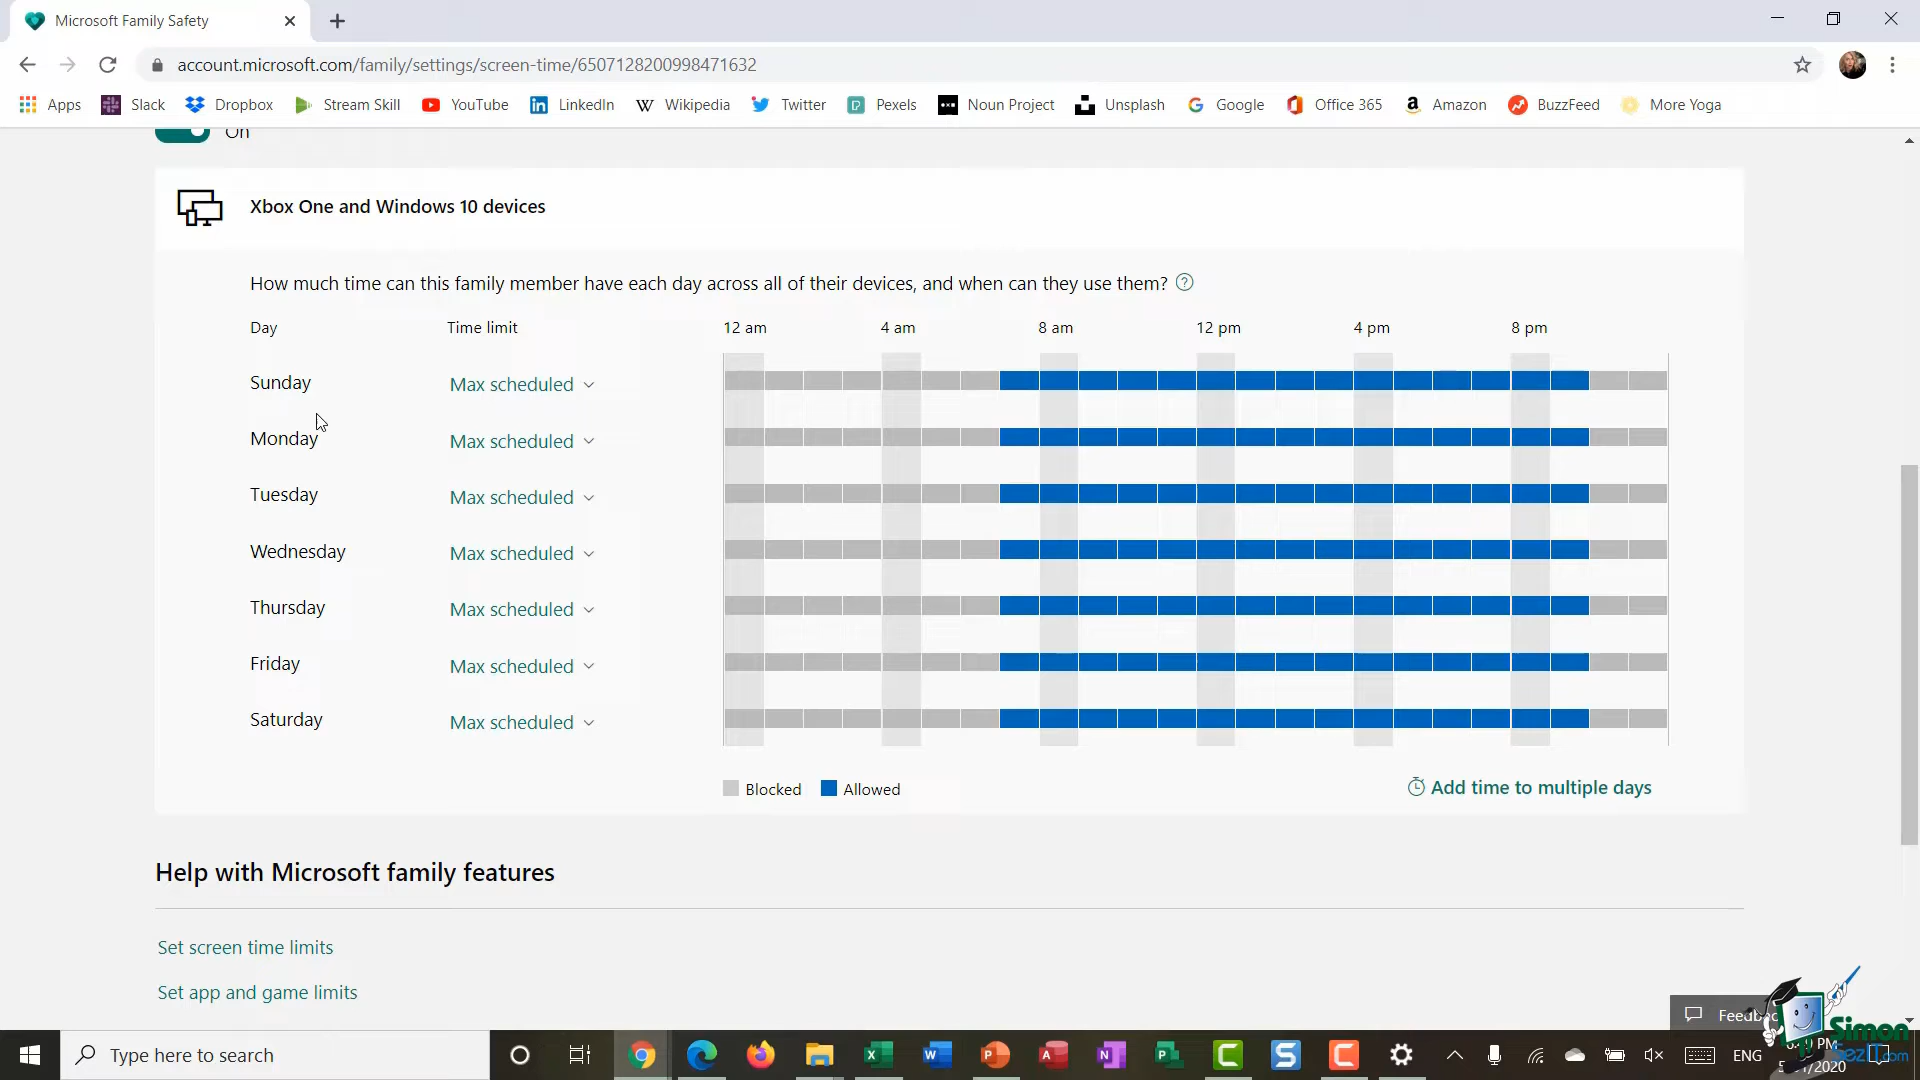 Microsoft Family Safety
account.microsoft.com/family/settings/screen-time/6507128200998471632
Apps Slack Dropbox Stream Skill YouTube LinkedIn Wikipedia Twitter Pexels Noun Project Unsplash Google Office 365 Amazon BuzzFeed More Yoga
On
Xbox One and Windows 10 devices
How much time can this family member have each day across all of their devices, and when can they use them?
Day Time limit 12 am 4 am 8 am 12 pm 4 pm 8 pm
Sunday Max scheduled
Monday Max scheduled
Tuesday Max scheduled
Wednesday Max scheduled
Thursday Max scheduled
Friday Max scheduled
Saturday Max scheduled
Blocked Allowed Add time to multiple days
Help with Microsoft family features
Set screen time limits
Set app and game limits
Simon
SezIT.com
Type here to search
ENG